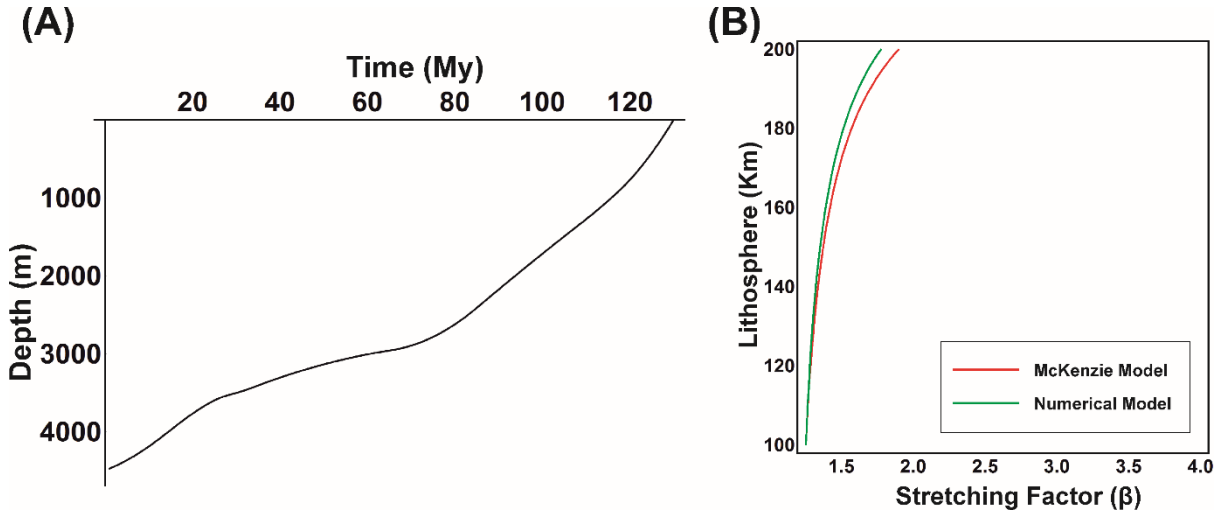 (A)
Time (My)
20 40 60 80 100 120
Depth (m)
1000
2000
3000
4000
(B)
Lithosphere (Km)
200
180
160
140
120
100
McKenzie Model
Numerical Model
1.5 2.0 2.5 3.0 3.5 4.0
Stretching Factor (β)